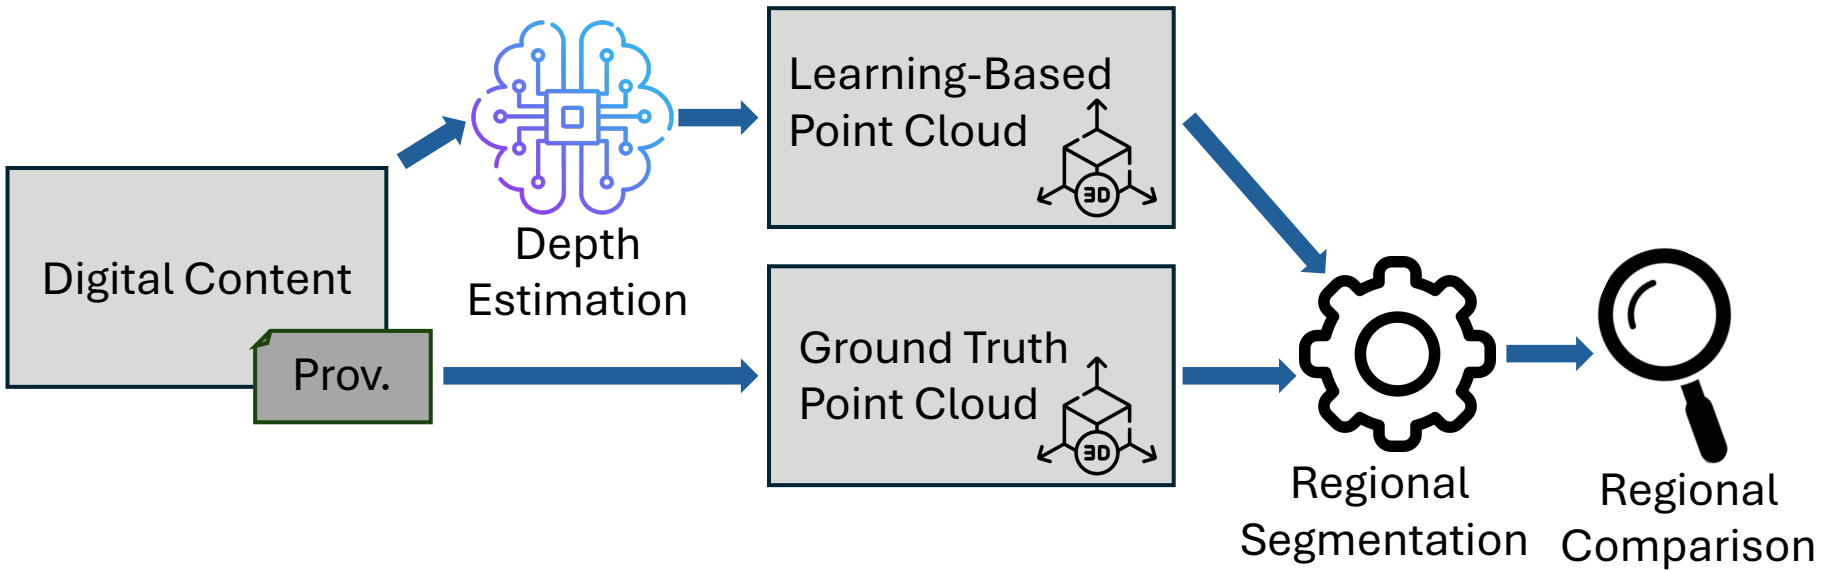 Digital Content
Prov.
Depth
Estimation
Learning-Based
Point Cloud
3D
Ground Truth
Point Cloud
3D
Regional
Segmentation
Regional
Comparison